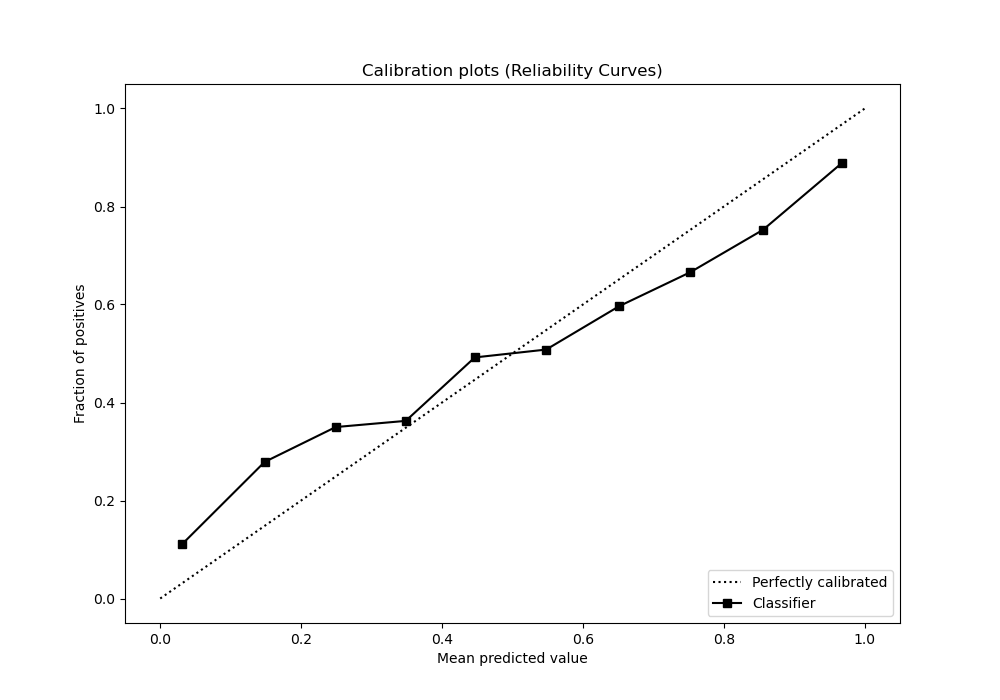 Calibration plots (Reliability Curves)
1.0
0.8
0.6
0.4
0.2
0.0
Fraction of positives
Perfectly calibrated
Classifier
0.0 0.2 0.4 0.6 0.8 1.0
Mean predicted value